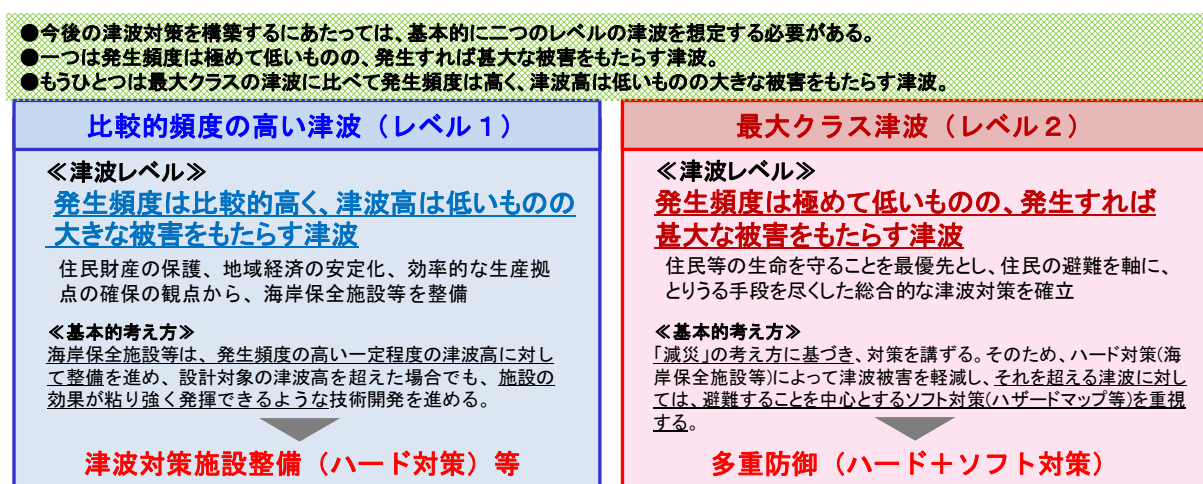 ●今後の津波対策を構築するにあたっては、基本的に二つのレベルの津波を想定する必要がある。
●一つは発生頻度は極めて低いものの、発生すれば甚大な被害をもたらす津波。
●もうひとつは最大クラスの津波に比べて発生頻度は高く、津波高は低いものの大きな被害をもたらす津波。
比較的頻度の高い津波（レベル１）
≪津波レベル≫
発生頻度は比較的高く、津波高は低いものの
大きな被害をもたらす津波
住民財産の保護、地域経済の安定化、効率的な生産拠
点の確保の観点から、海岸保全施設等を整備
≪基本的考え方≫
海岸保全施設等は、発生頻度の高い一定程度の津波高に対し
て整備を進め、設計対象の津波高を超えた場合でも、施設の
効果が粘り強く発揮できるような技術開発を進める。
津波対策施設整備（ハード対策）等
最大クラス津波（レベル２）
≪津波レベル≫
発生頻度は極めて低いものの、発生すれば
甚大な被害をもたらす津波
住民等の生命を守ることを最優先とし、住民の避難を軸に、
とりうる手段を尽くした総合的な津波対策を確立
≪基本的考え方≫
「減災」の考え方に基づき、対策を講ずる。そのため、ハード対策(海
岸保全施設等)によって津波被害を軽減し、それを超える津波に対し
ては、避難することを中心とするソフト対策(ハザードマップ等)を重視
する。
多重防御（ハード＋ソフト対策）